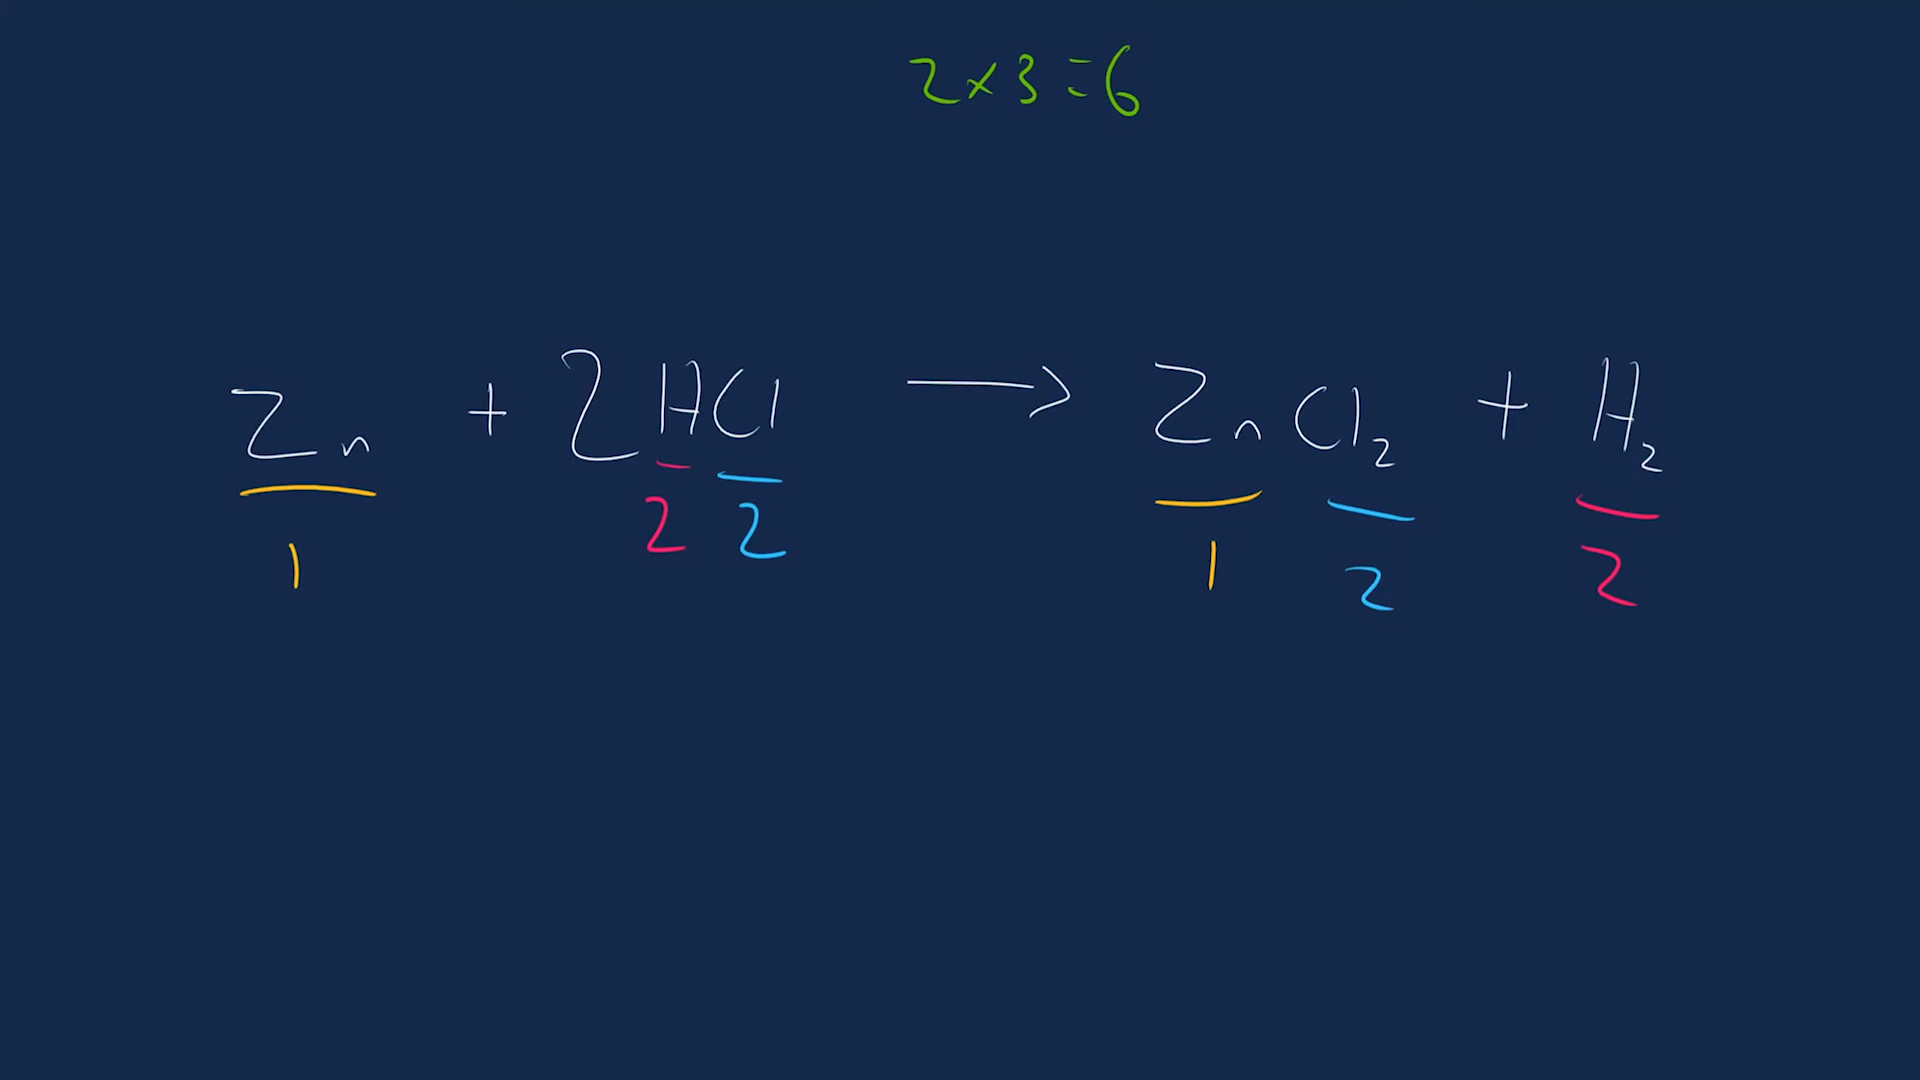 2 x 3 = 6
Zn + 2HCl → ZnCl₂ + H₂
1 2 2 1 2 2